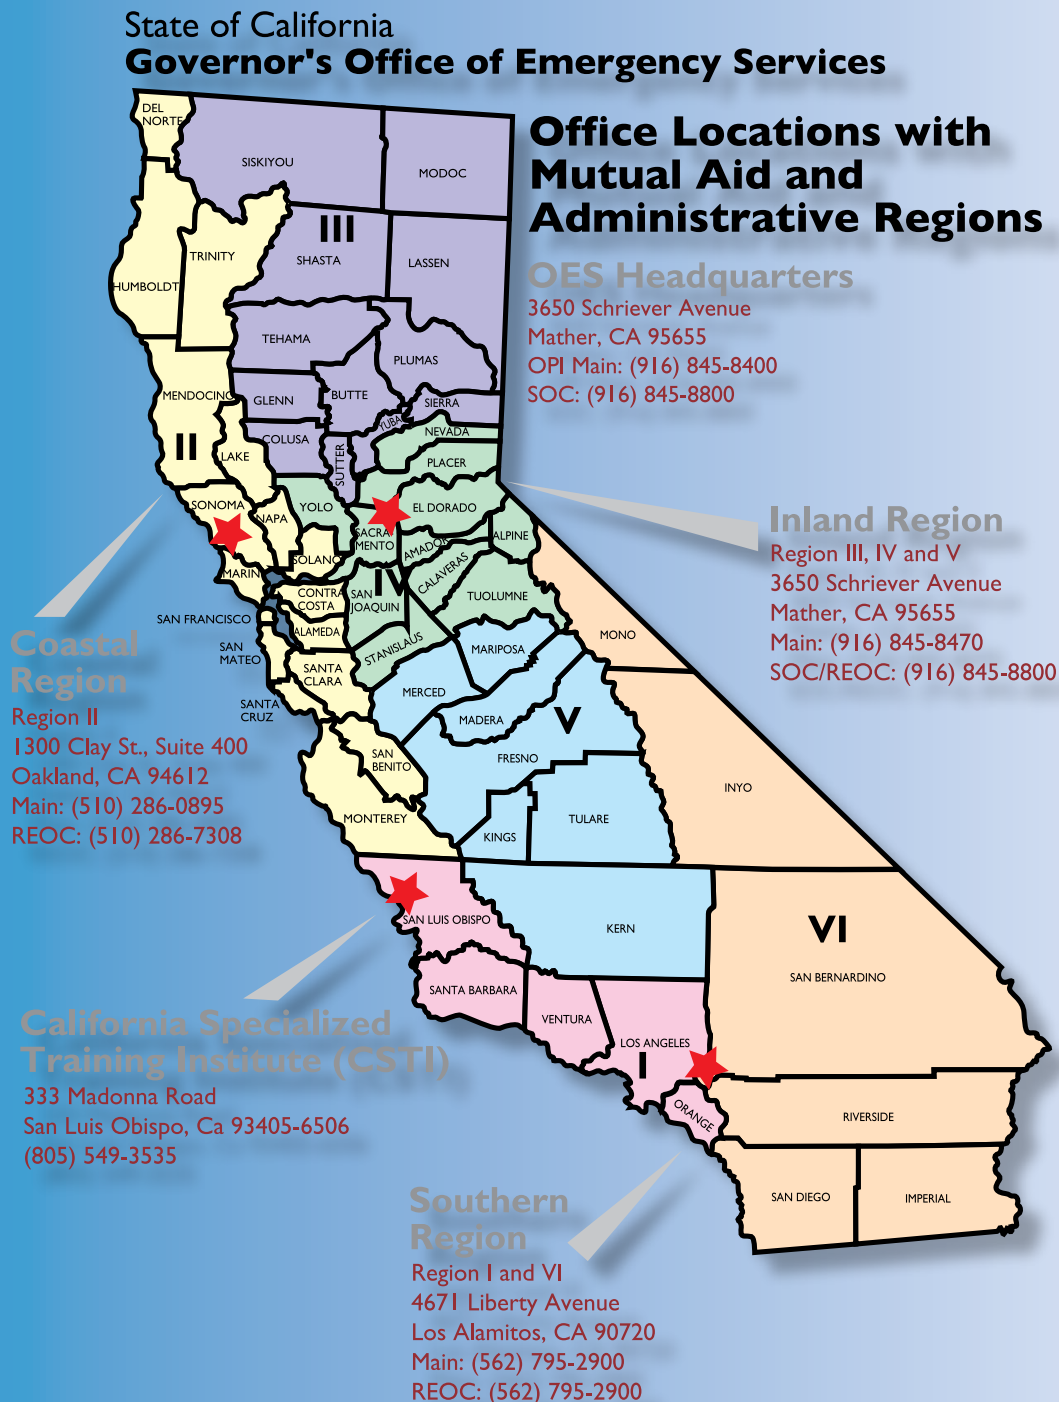 State of California
Governor's Office of Emergency Services
Office Locations with
Mutual Aid and
Administrative Regions
OES Headquarters
3650 Schriever Avenue
Mather, CA 95655
OPI Main: (916) 845-8400
SOC: (916) 845-8800
DEL
NORTE
SISKIYOU
MODOC
III
TRINITY
SHASTA
LASSEN
HUMBOLDT
TEHAMA
PLUMAS
MENDOCINO
GLENN
BUTTE
SIERRA
YUBA
NEVADA
II
COLUSA
LAKE
SUTTER
PLACER
SONOMA
NAPA
YOLO
EL DORADO
SACRA
MENTO
AMADOR
ALPINE
SOLANO
MARIN
CALAVERAS
IV
CONTRA
COSTA
SAN
JOAQUIN
TUOLUMNE
SAN FRANCISCO
ALAMEDA
STANISLAUS
MONO
SAN
MATEO
SANTA
CLARA
MARIPOSA
MERCED
SANTA
CRUZ
MADERA
V
SAN
BENITO
FRESNO
INYO
MONTEREY
KINGS
TULARE
SAN LUIS OBISPO
KERN
VI
SAN BERNARDINO
SANTA BARBARA
VENTURA
LOS ANGELES
I
ORANGE
RIVERSIDE
SAN DIEGO
IMPERIAL
Inland Region
Region III, IV and V
3650 Schriever Avenue
Mather, CA 95655
Main: (916) 845-8470
SOC/REOC: (916) 845-8800
Coastal
Region
Region II
1300 Clay St., Suite 400
Oakland, CA 94612
Main: (510) 286-0895
REOC: (510) 286-7308
California Specialized
Training Institute (CSTI)
333 Madonna Road
San Luis Obispo, Ca 93405-6506
(805) 549-3535
Southern
Region
Region I and VI
4671 Liberty Avenue
Los Alamitos, CA 90720
Main: (562) 795-2900
REOC: (562) 795-2900